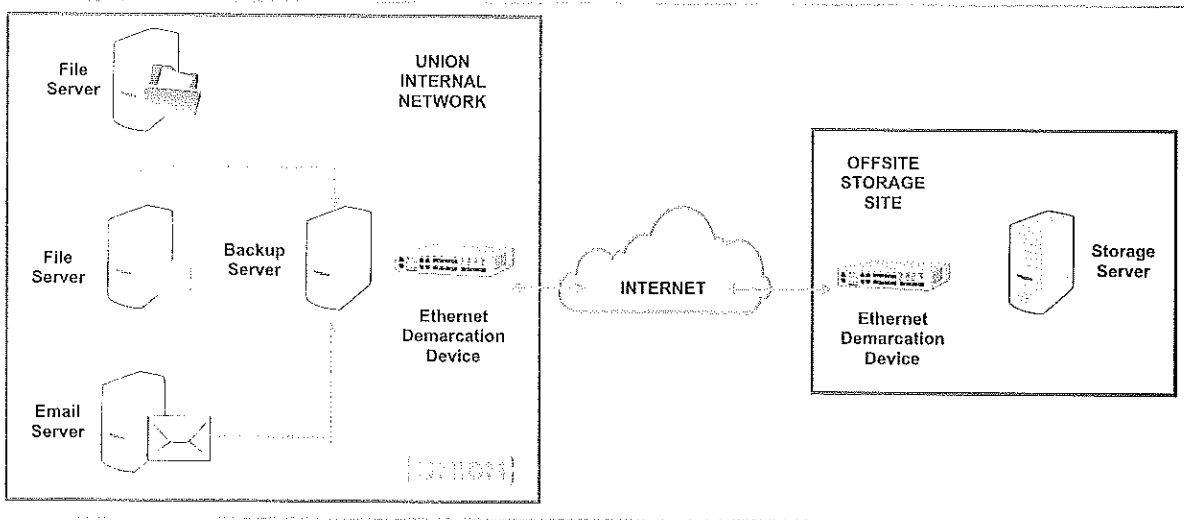 File
Server
UNION
INTERNAL
NETWORK
File
Server
Backup
Server
Ethernet
Demarcation
Device
Email
Server
[UNION]
INTERNET
OFFSITE
STORAGE
SITE
Storage
Server
Ethernet
Demarcation
Device